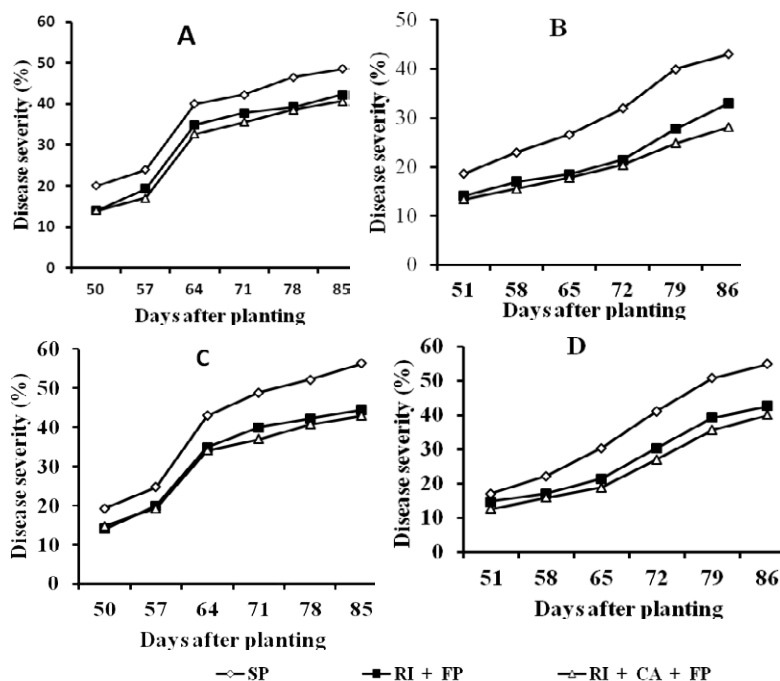 A
Disease severity (%)
60
50
40
30
20
10
0
50 57 64 71 78 85
Days after planting
B
Disease severity (%)
50
40
30
20
10
0
51 58 65 72 79 86
Days after planting
C
Disease severity (%)
60
50
40
30
20
10
0
50 57 64 71 78 85
Days after planting
D
Disease severity (%)
60
50
40
30
20
10
0
51 58 65 72 79 86
Days after planting
SP RI + FP RI + CA + FP